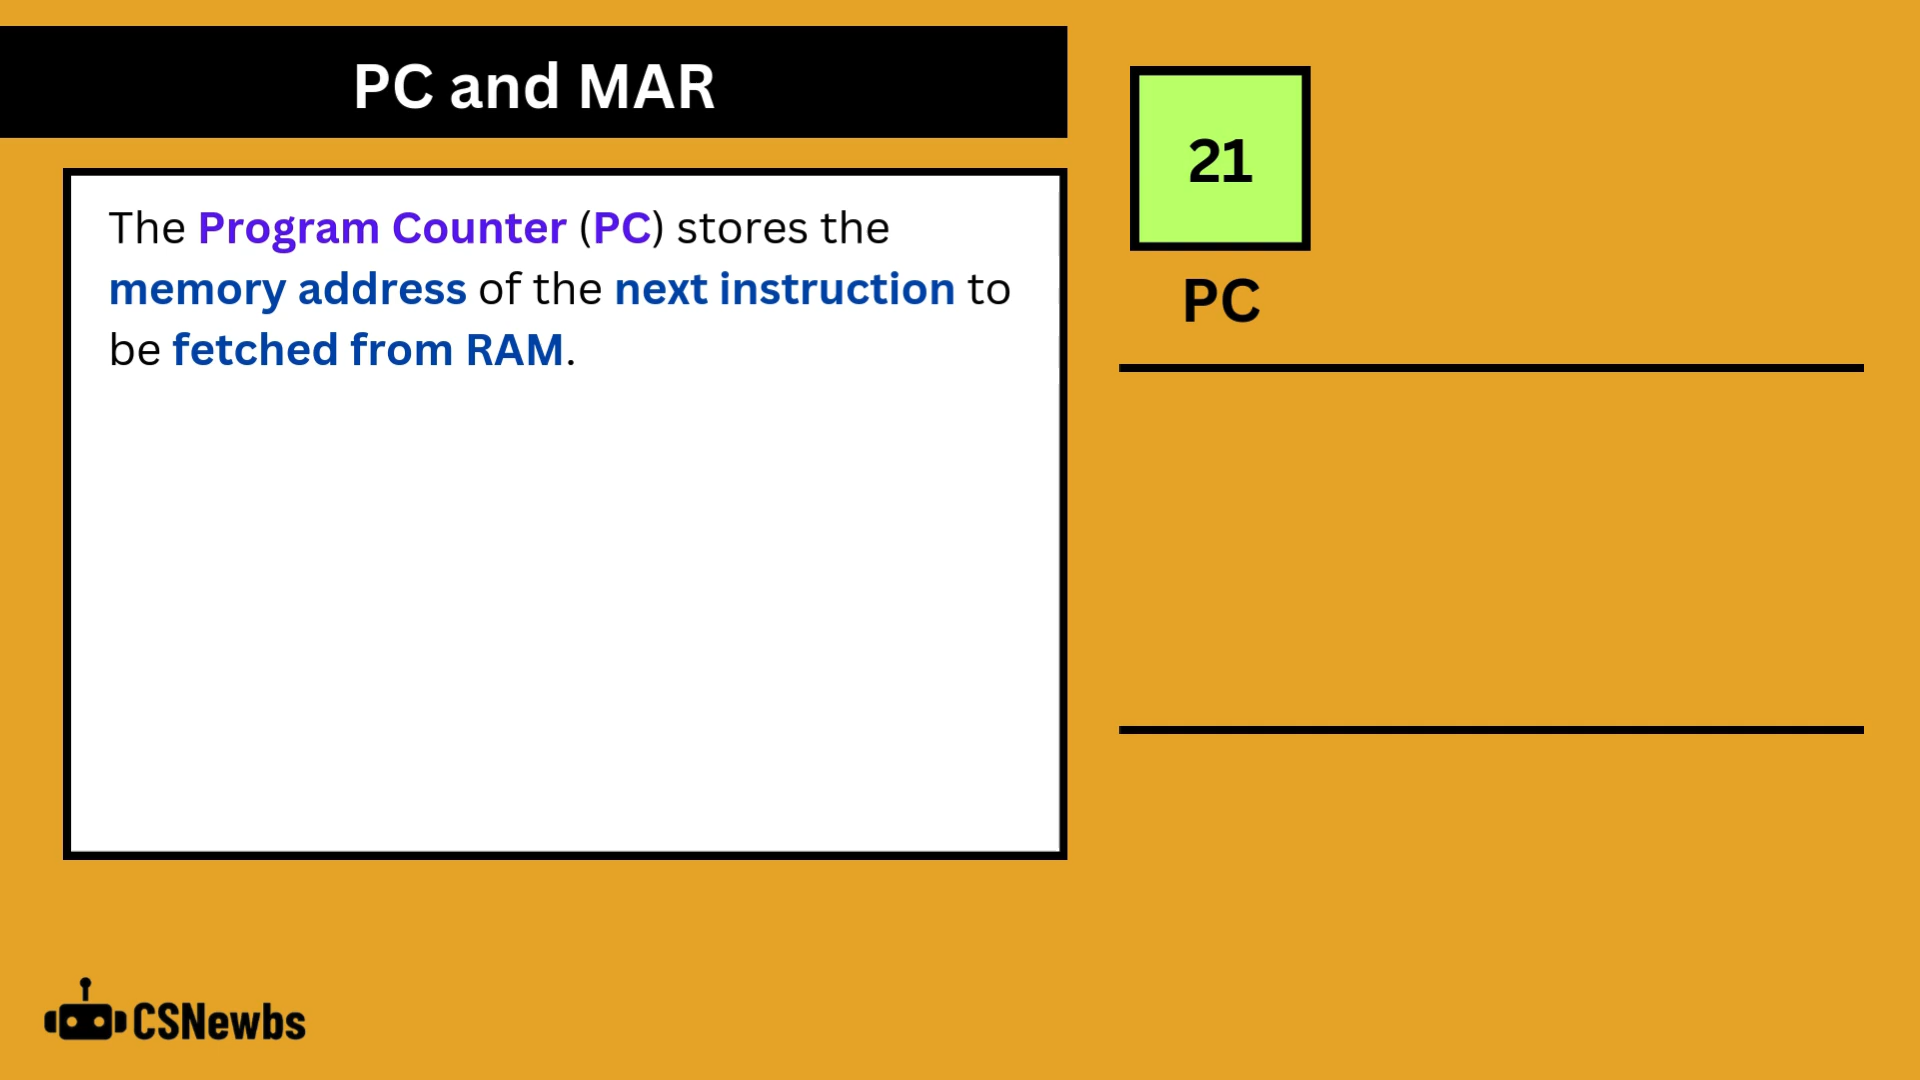 PC and MAR
The Program Counter (PC) stores the
memory address of the next instruction to
be fetched from RAM.
21
PC
CSNewbs